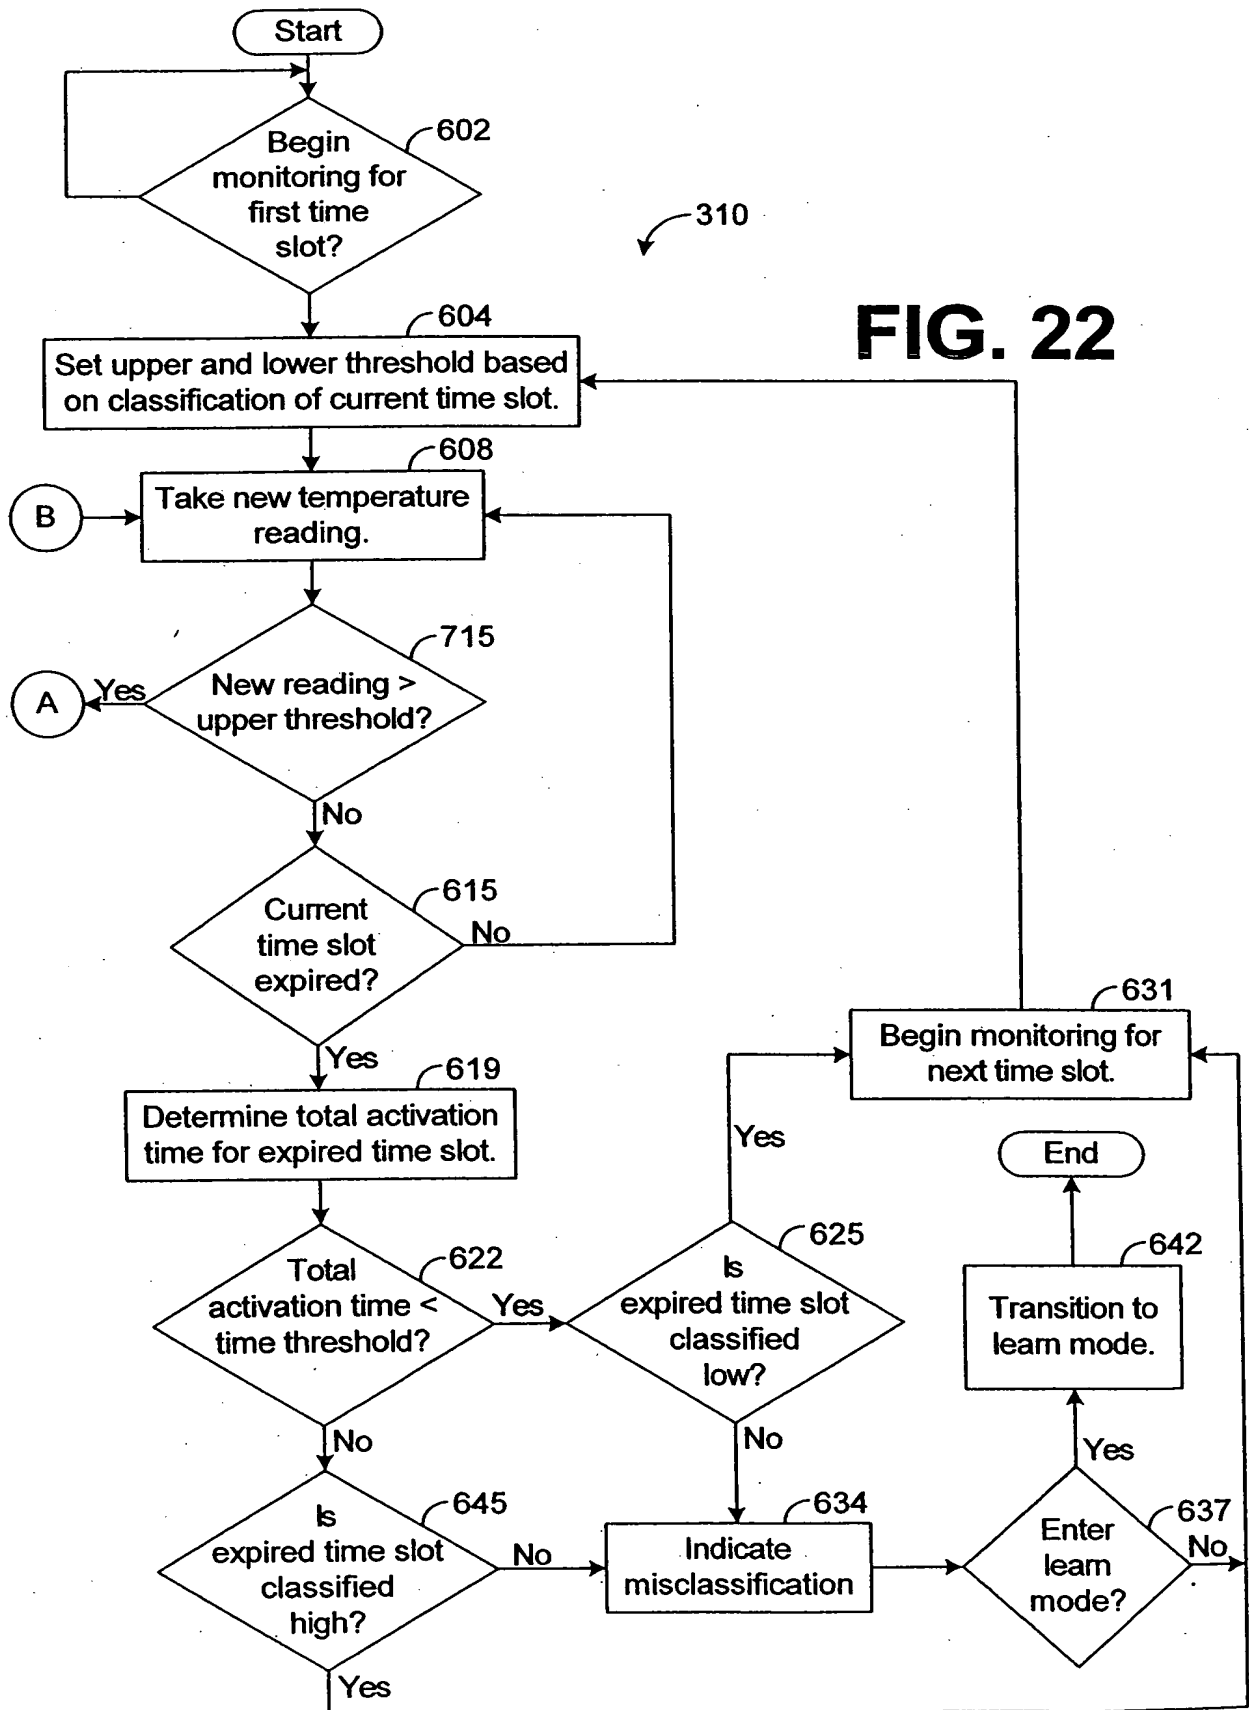 Start
602
Begin
monitoring for
first time
slot?
310
FIG. 22
604
Set upper and lower threshold based
on classification of current time slot.
608
B
Take new temperature
reading.
715
A
Yes
New reading >
upper threshold?
No
615
Current
time slot
expired?
No
Yes
631
Begin monitoring for
next time slot.
619
Determine total activation
time for expired time slot.
Yes
End
622
Total
activation time <
time threshold?
Yes
625
Is
expired time slot
classified
low?
642
Transition to
learn mode.
No
No
Yes
645
Is
expired time slot
classified
high?
No
634
Indicate
misclassification
637
Enter
learn
mode?
No
Yes